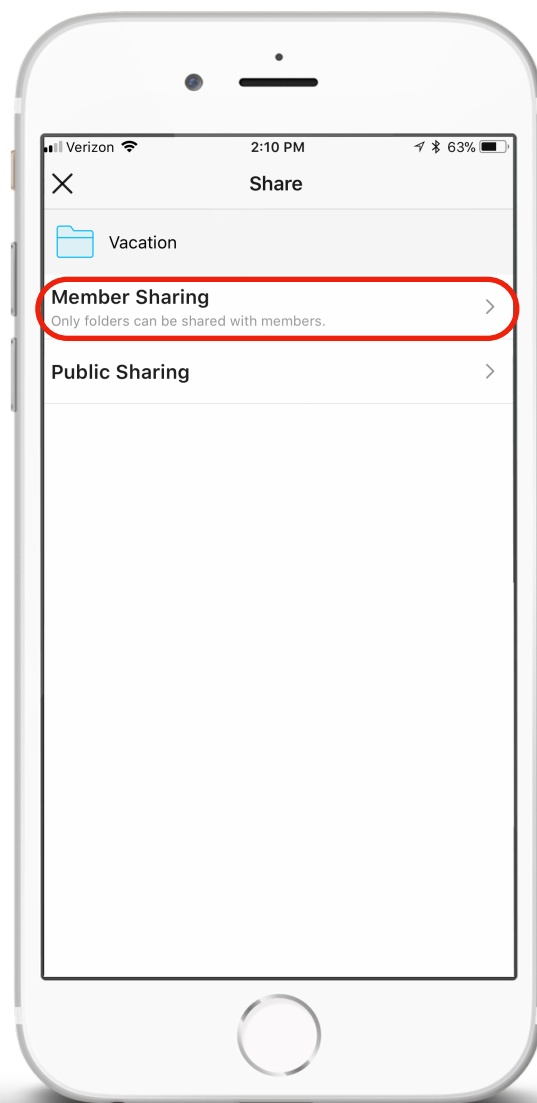 Verizon 2:10 PM 63%
Share
Vacation
Member Sharing
Only folders can be shared with members.
Public Sharing